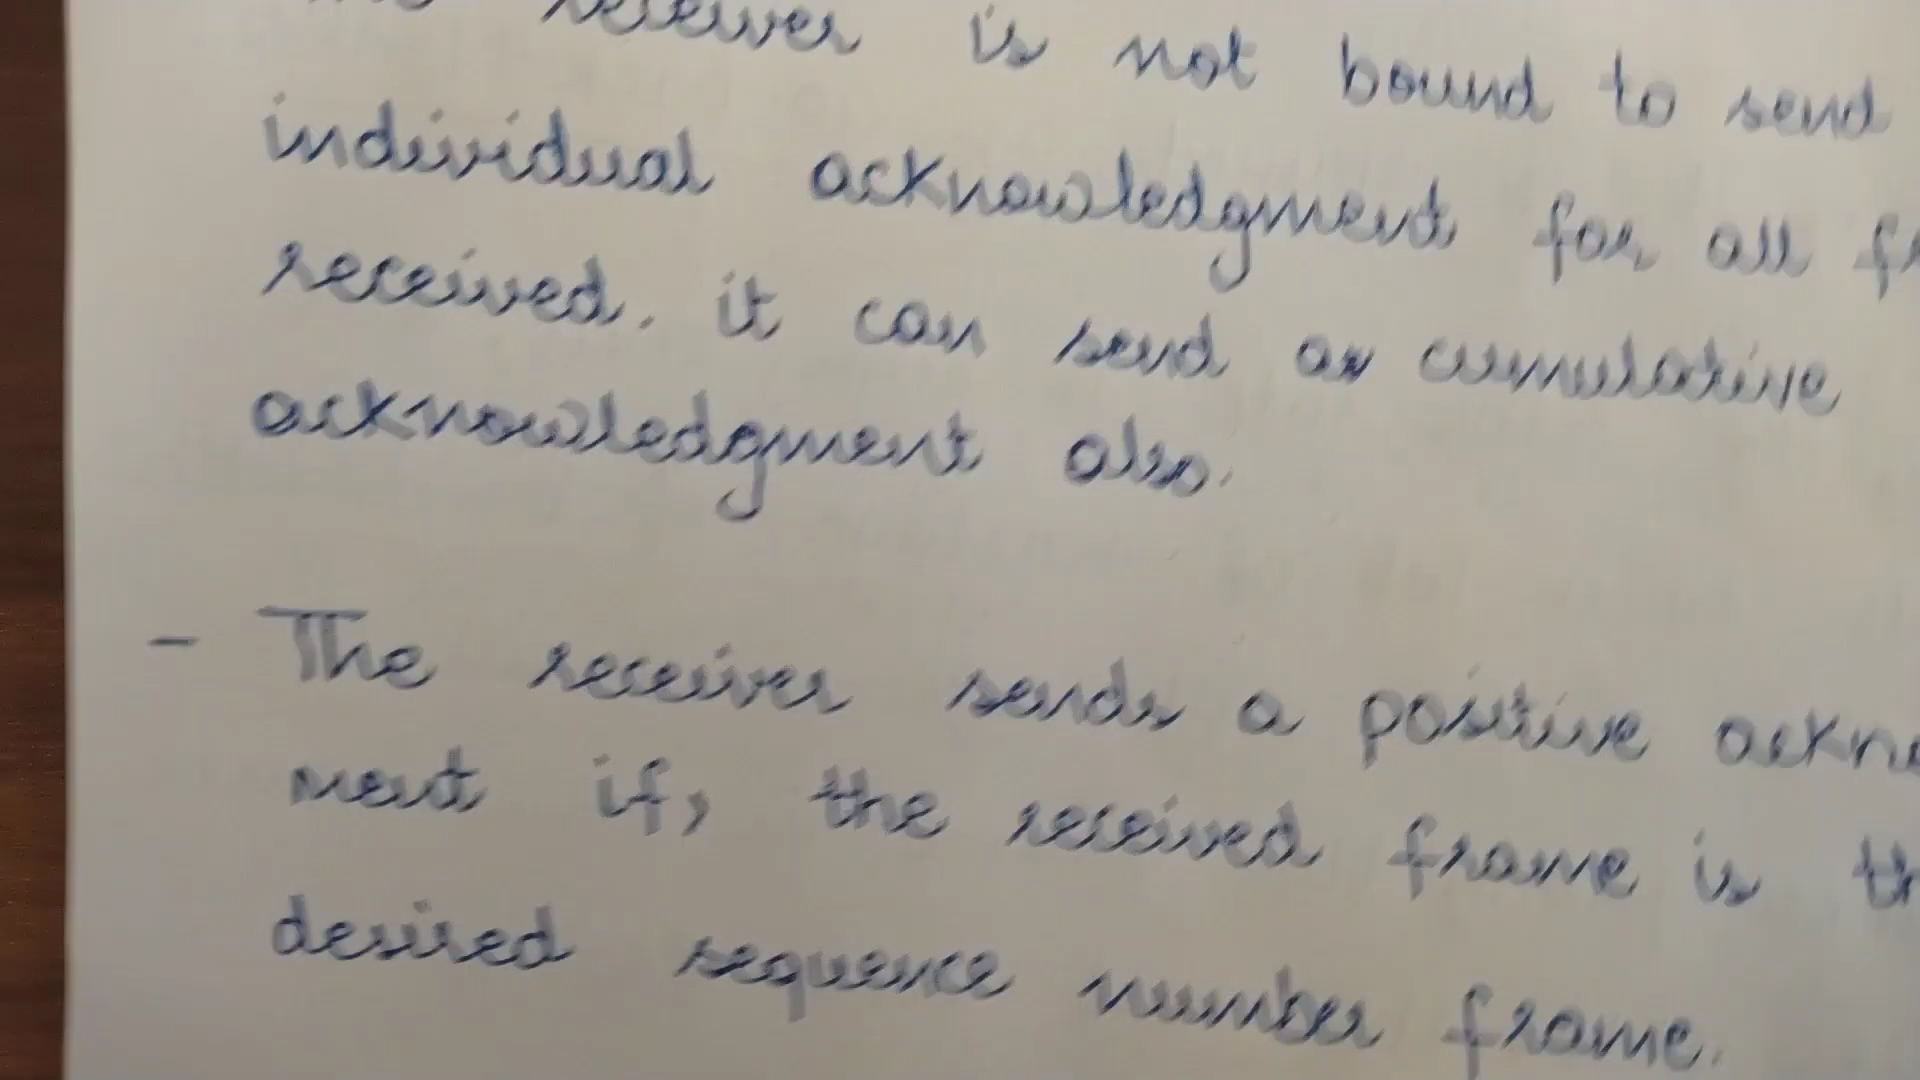 receiver is not bound to send
individual acknowledgment for all
received. it can send a cumulative
acknowledgment also.
- The receiver sends a positive
ment if, the received frame is
desired sequence number frame.